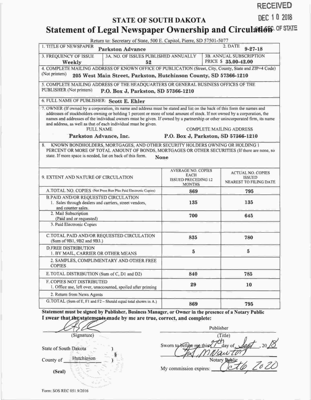 RECEIVED
DEC 10 2018
S.D. SEC. OF STATE
STATE OF SOUTH DAKOTA
Statement of Legal Newspaper Ownership and Circulation
Return to: Secretary of State, 500 E. Capitol, Pierre, SD 57501-5077
1. TITLE OF NEWSPAPER
Parkston Advance
2. DATE 9-27-18
3. FREQUENCY OF ISSUE
Weekly
3A. NO. OF ISSUES PUBLISHED ANNUALLY
52
3B. ANNUAL SUBSCRIPTION
PRICE $ 35.00-42.00
4. COMPLETE MAILING ADDRESS OF KNOWN OFFICE OF PUBLICATION (Street, City, County, State and ZIP+4 Code)
(Not printers) 205 West Main Street, Parkston, Hutchinson County, SD 57366-1210
5. COMPLETE MAILING ADDRESS OF THE HEADQUARTERS OF GENERAL BUSINESS OFFICES OF THE
PUBLISHER (Not printers) P.O. Box J, Parkston, SD 57366-1210
6. FULL NAME OF PUBLISHER: Scott E. Ehler
7. OWNER (If owned by a corporation, its name and address must be stated and list on the back of this form the names and
addresses of stockholders owning or holding 1 percent or more of total amount of stock. If not owned by a corporation, the
names and address of the individual owners must be given. If owned by a partnership or other unincorporated firm, its name
and address, as well as that of each individual must be given.
FULL NAME
COMPLETE MAILING ADDRESS
Parkston Advance, Inc.
P.O. Box J, Parkston, SD 57366-1210
8. KNOWN BONDHOLDERS, MORTGAGES, AND OTHER SECURITY HOLDERS OWNING OR HOLDING 1
PERCENT OR MORE OF TOTAL AMOUNT OF BONDS, MORTGAGES OR OTHER SECURITIES (If there are none, so
state. If more space is needed, list on back of this form. None
9. EXTENT AND NATURE OF CIRCULATION
AVERAGE NO. COPIES
EACH
ISSUED PRECEDING 12
MONTHS
ACTUAL NO. COPIES
ISSUED
NEAREST TO FILING DATE
A. TOTAL NO. COPIES (Net Press Run Plus Paid Electronic Copies)
869
795
B. PAID AND/OR REQUESTED CIRCULATION
1. Sales through dealers and carriers, street vendors,
and counter sales.
135
135
2. Mail Subscription
(Paid and or requested)
700
645
3. Paid Electronic Copies
C. TOTAL PAID AND/OR REQUESTED CIRCULATION
(Sum of 9B1, 9B2 and 9B3.)
835
780
D. FREE DISTRIBUTION
1. BY MAIL, CARRIER OR OTHER MEANS
5
5
2. SAMPLES, COMPLIMENTARY AND OTHER FREE
COPIES
E. TOTAL DISTRIBUTION (Sum of C, D1 and D2)
840
785
F. COPIES NOT DISTRIBUTED
1. Office use, left over, unaccounted, spoiled after printing
29
10
2. Return from News Agents
G. TOTAL (Sum of E, F1 and F2 - Should equal total shown in A.)
869
795
Statement must be signed by Publisher, Business Manager, or Owner in the presence of a Notary Public
I swear that the statements made by me are true, correct, and complete:
Publisher
(Signature)
(Title)
State of South Dakota )
County of Hutchinson )
(Seal)
Sworn to before me this 27th day of Sept. 2018
Notary Public
My commission expires: Oct 6, 2020
Form: SOS REC 051 8/2016